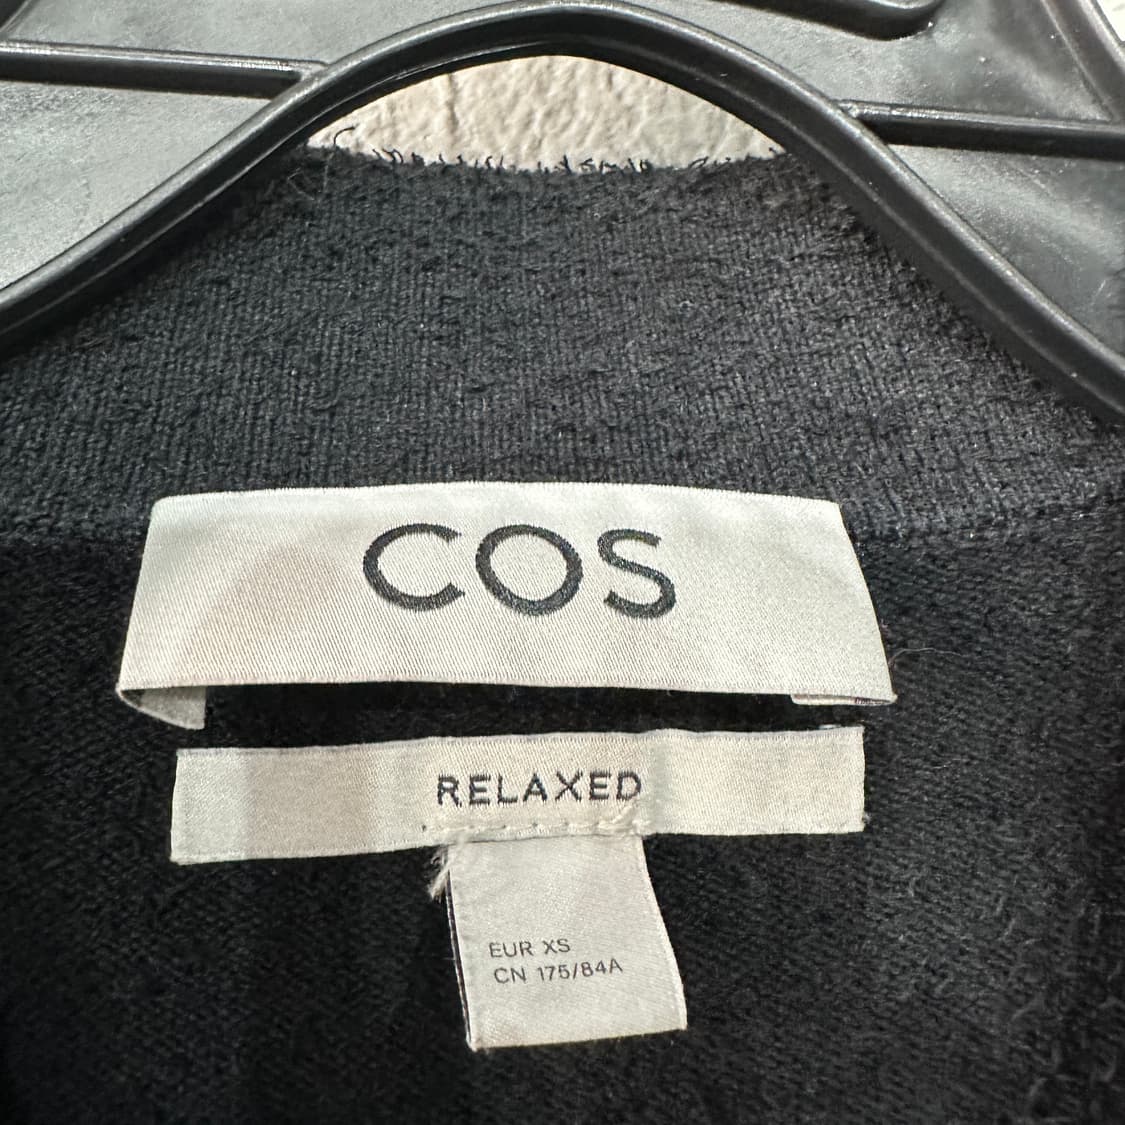 COS
RELAXED
EUR XS
CN 175/84A